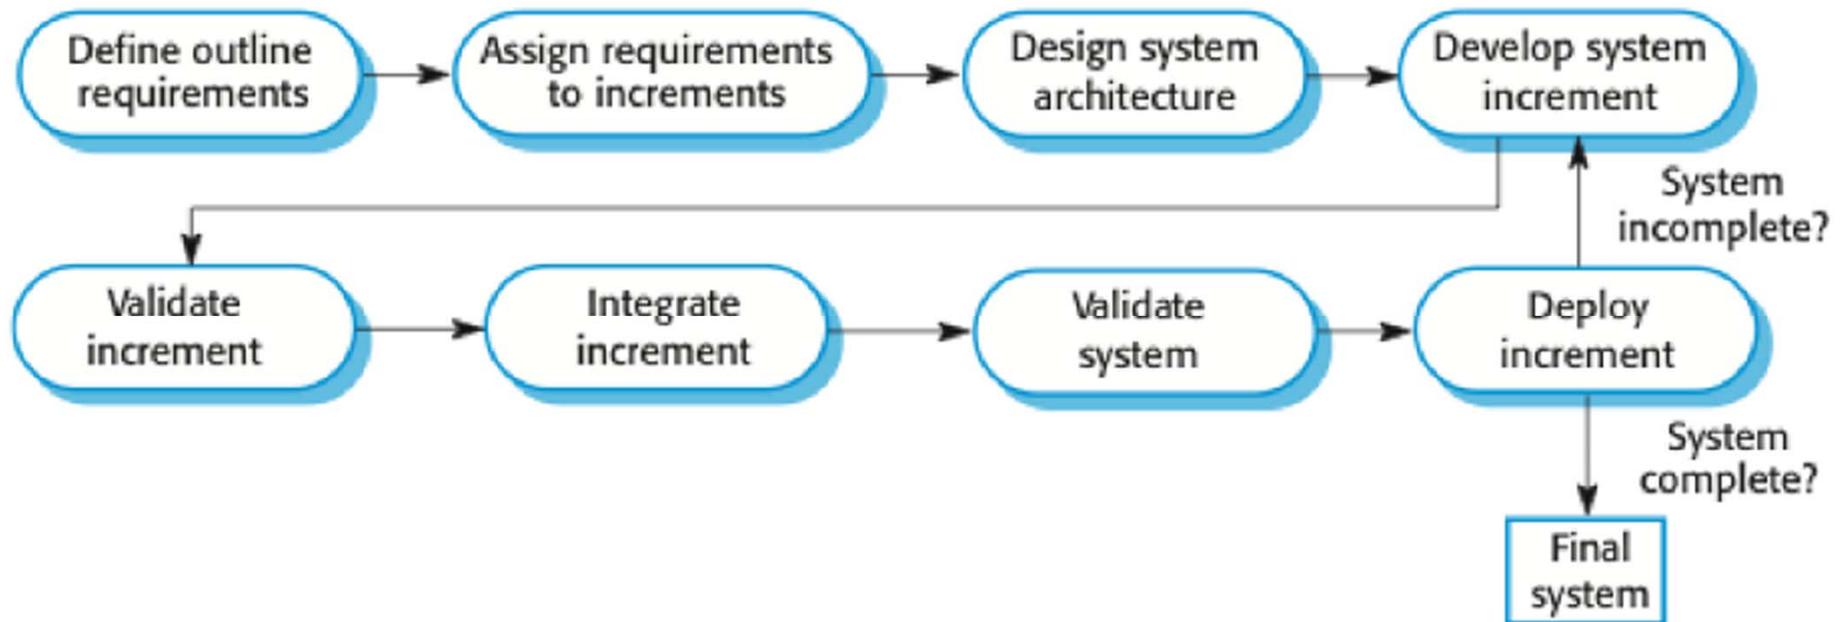 Define outline
requirements
Assign requirements
to increments
Design system
architecture
Develop system
increment
System
incomplete?
Validate
increment
Integrate
increment
Validate
system
Deploy
increment
System
complete?
Final
system